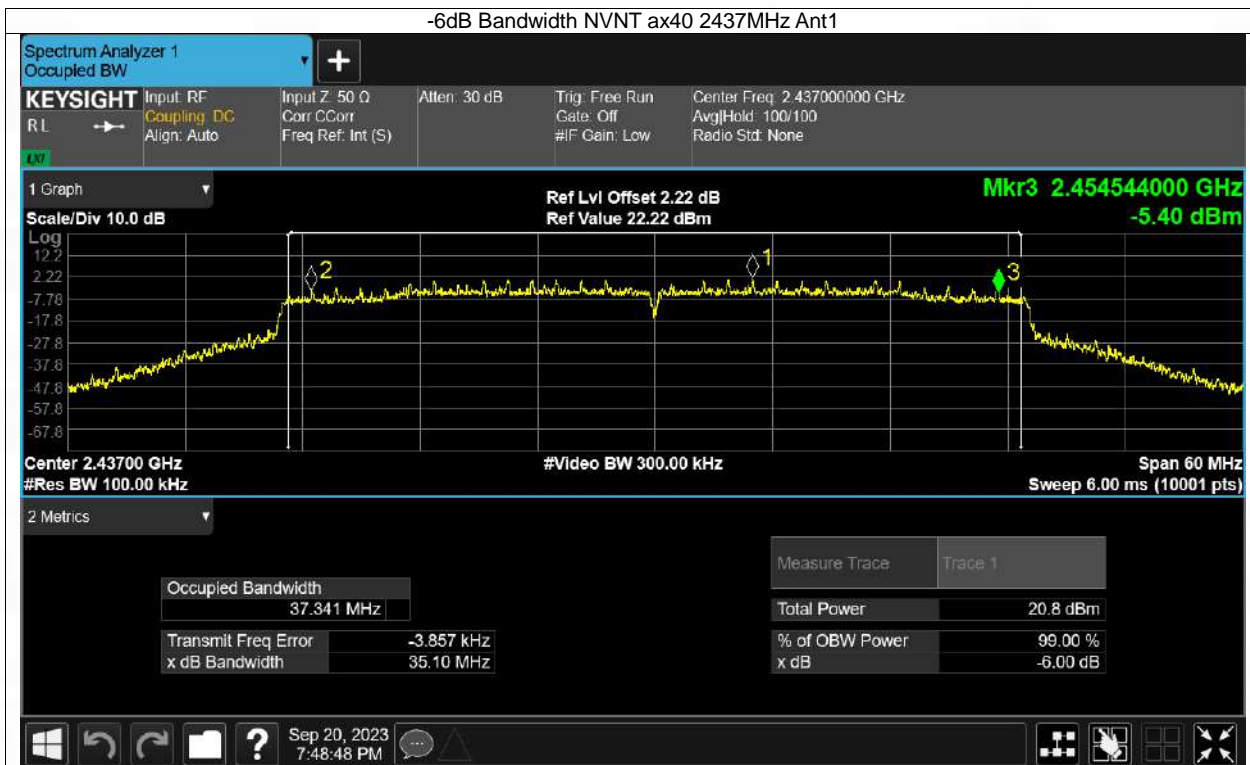 -6dB Bandwidth NVNT ax40 2437MHz Ant1
Spectrum Analyzer 1
Occupied BW
+
KEYSIGHT
RL
LXI
Input: RF
Coupling: DC
Align: Auto
Input Z: 50 Ω
Corr CCorr
Freq Ref: Int (S)
Atten: 30 dB
Trig: Free Run
Gate: Off
#IF Gain: Low
Center Freq: 2.437000000 GHz
Avg|Hold: 100/100
Radio Std: None
1 Graph
Scale/Div 10.0 dB
Ref Lvl Offset 2.22 dB
Ref Value 22.22 dBm
Mkr3 2.454544000 GHz
-5.40 dBm
Log
12.2
2.22
-7.78
-17.8
-27.8
-37.8
-47.8
-57.8
-67.8
2
1
3
Center 2.43700 GHz
#Res BW 100.00 kHz
#Video BW 300.00 kHz
Span 60 MHz
Sweep 6.00 ms (10001 pts)
2 Metrics
Occupied Bandwidth
37.341 MHz
Transmit Freq Error -3.857 kHz
x dB Bandwidth 35.10 MHz
Measure Trace Trace 1
Total Power 20.8 dBm
% of OBW Power 99.00 %
x dB -6.00 dB
?
Sep 20, 2023
7:48:48 PM